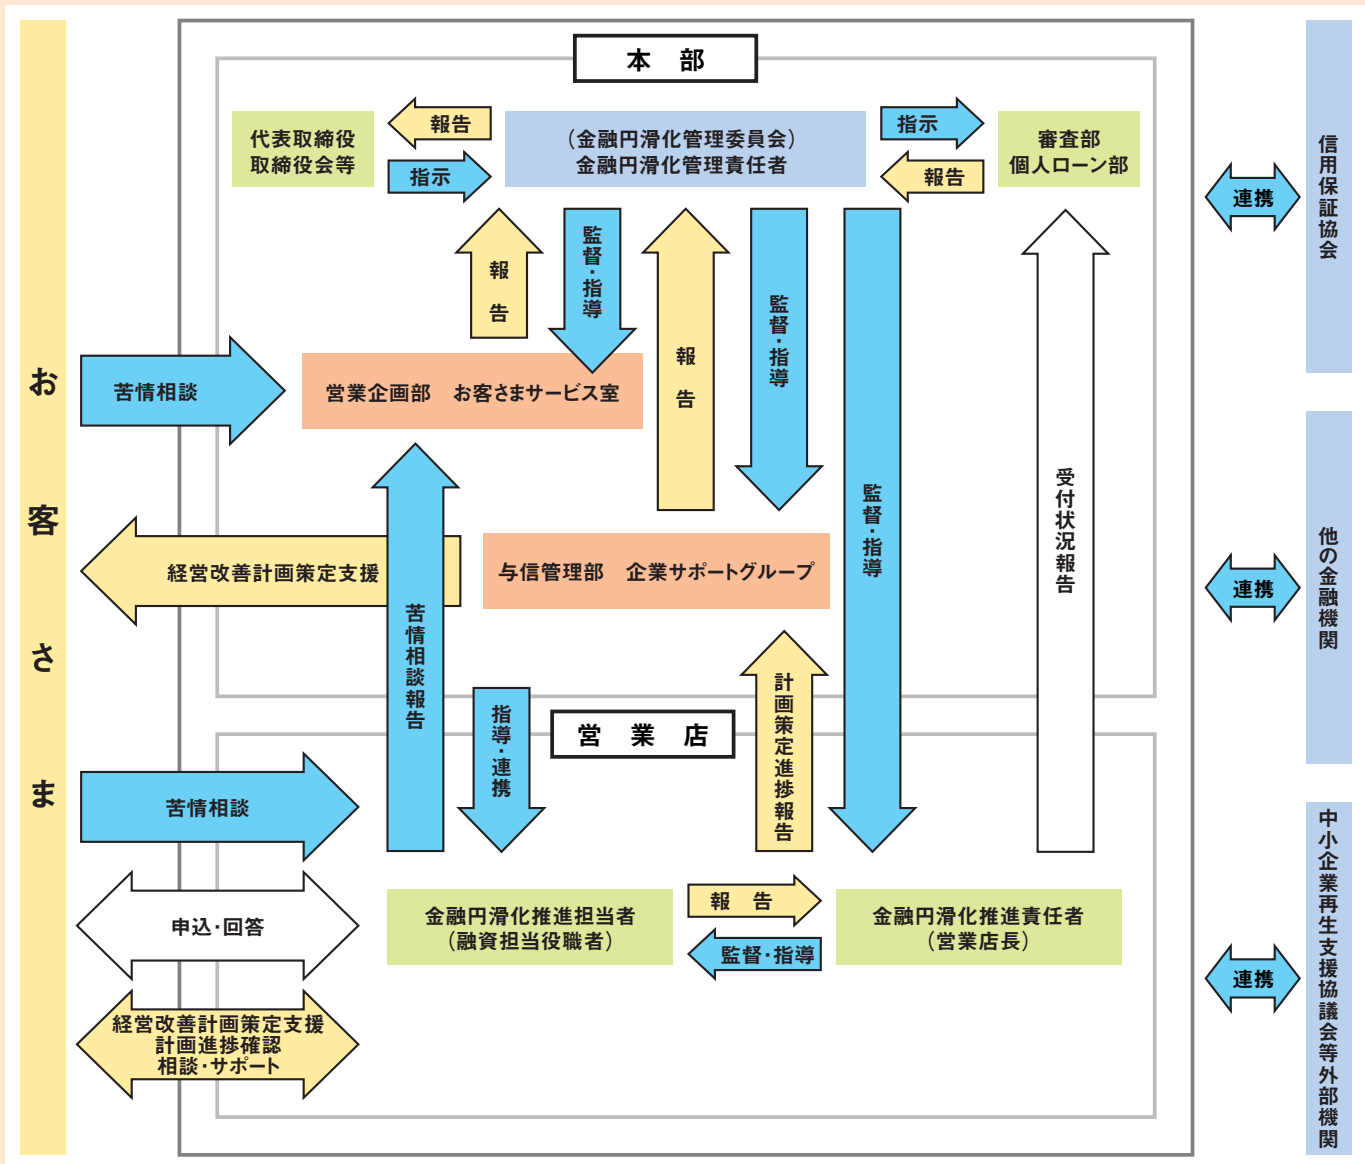 本 部
代表取締役
取締役会等
報告
指示
(金融円滑化管理委員会)
金融円滑化管理責任者
指示
報告
審査部
個人ローン部
報告
監督・指導
報告
監督・指導
監督・指導
受付状況報告
お客さま
苦情相談
営業企画部 お客さまサービス室
経営改善計画策定支援
与信管理部 企業サポートグループ
苦情相談報告
指導・連携
計画策定進捗報告
営 業 店
苦情相談
申込・回答
経営改善計画策定支援
計画進捗確認
相談・サポート
金融円滑化推進担当者
(融資担当役職者)
報 告
監督・指導
金融円滑化推進責任者
(営業店長)
連携
信用保証協会
連携
他の金融機関
連携
中小企業再生支援協議会等外部機関